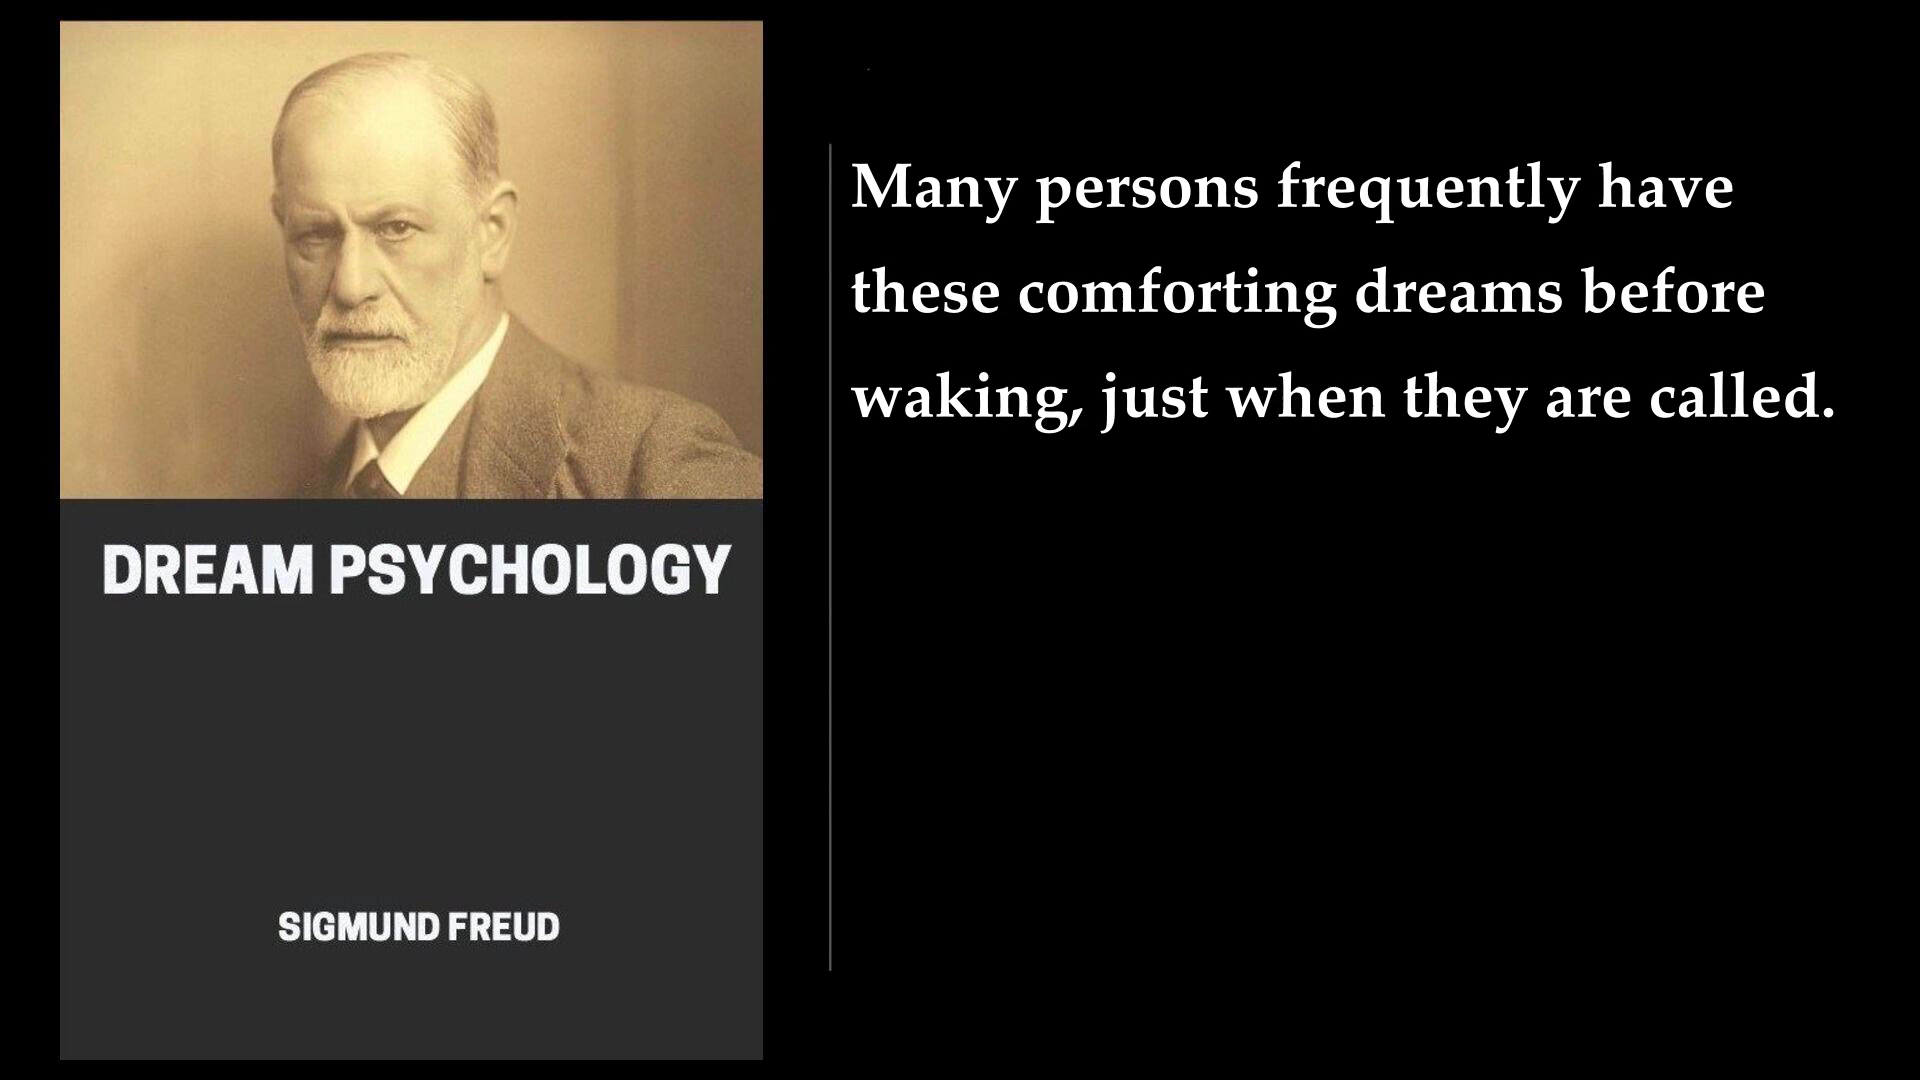 DREAM PSYCHOLOGY
SIGMUND FREUD
Many persons frequently have
these comforting dreams before
waking, just when they are called.